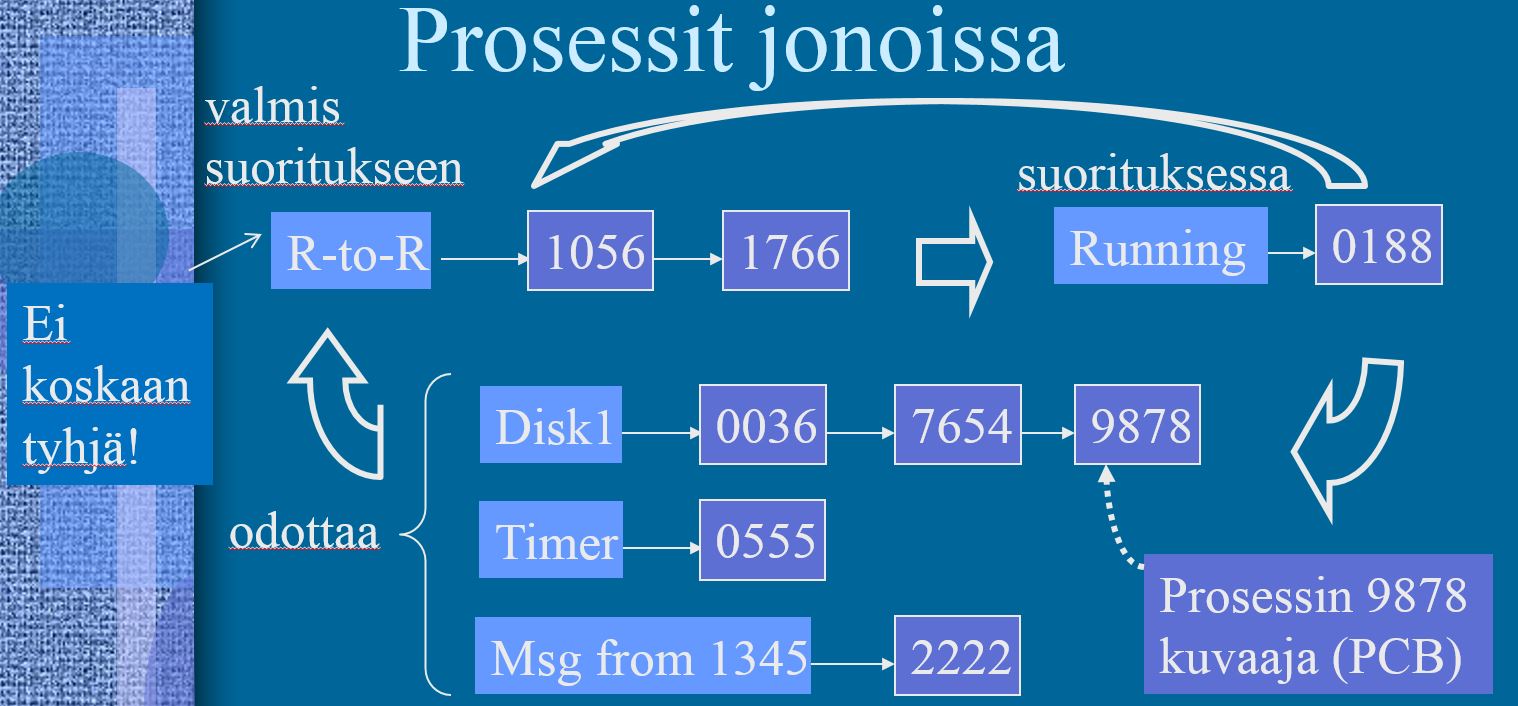 Prosessit jonoissa
valmis
suoritukseen
suorituksessa
R-to-R 1056 1766 Running 0188
Ei
koskaan
tyhjä!
Disk1 0036 7654 9878
odottaa
Timer 0555
Prosessin 9878
kuvaaja (PCB)
Msg from 1345 2222